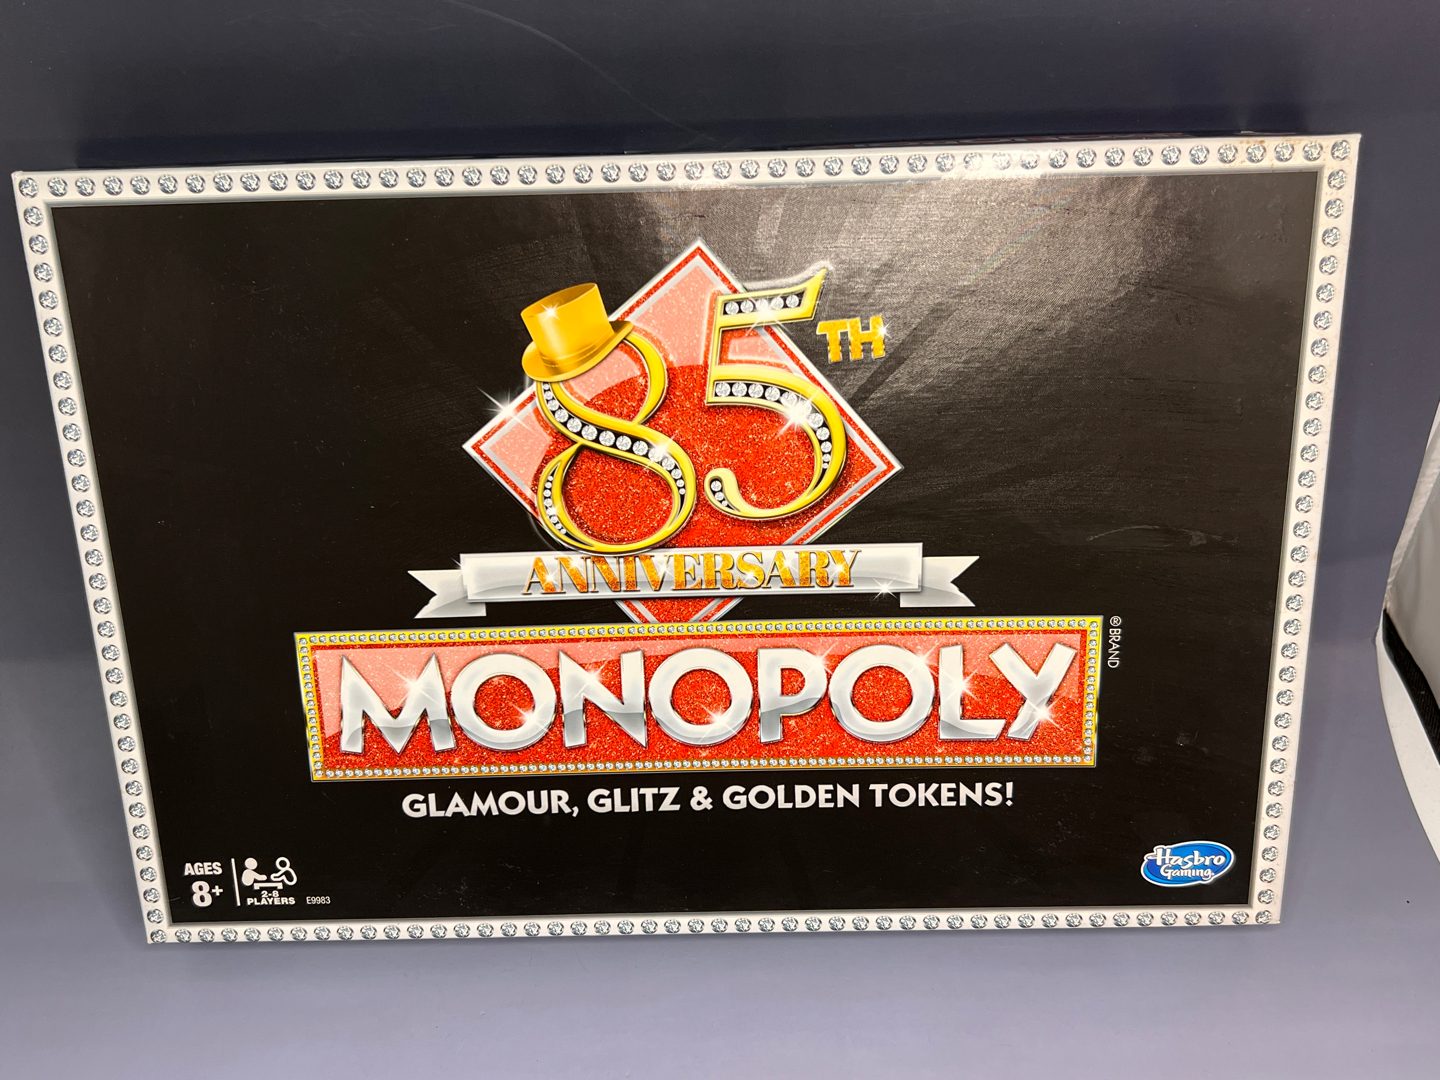 85TH
ANNIVERSARY
MONOPOLY
® BRAND
GLAMOUR, GLITZ & GOLDEN TOKENS!
AGES
8+
2-8
PLAYERS
E9983
Hasbro
Gaming